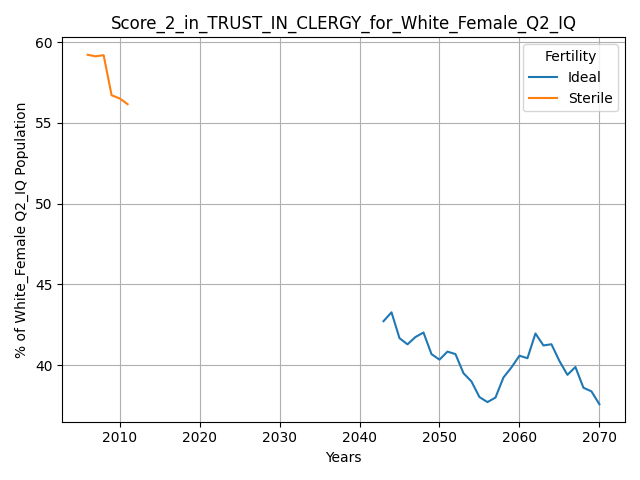 Score_2_in_TRUST_IN_CLERGY_for_White_Female_Q2_IQ
% of White_Female Q2_IQ Population
60
55
50
45
40
Fertility
Ideal
Sterile
2010 2020 2030 2040 2050 2060 2070
Years